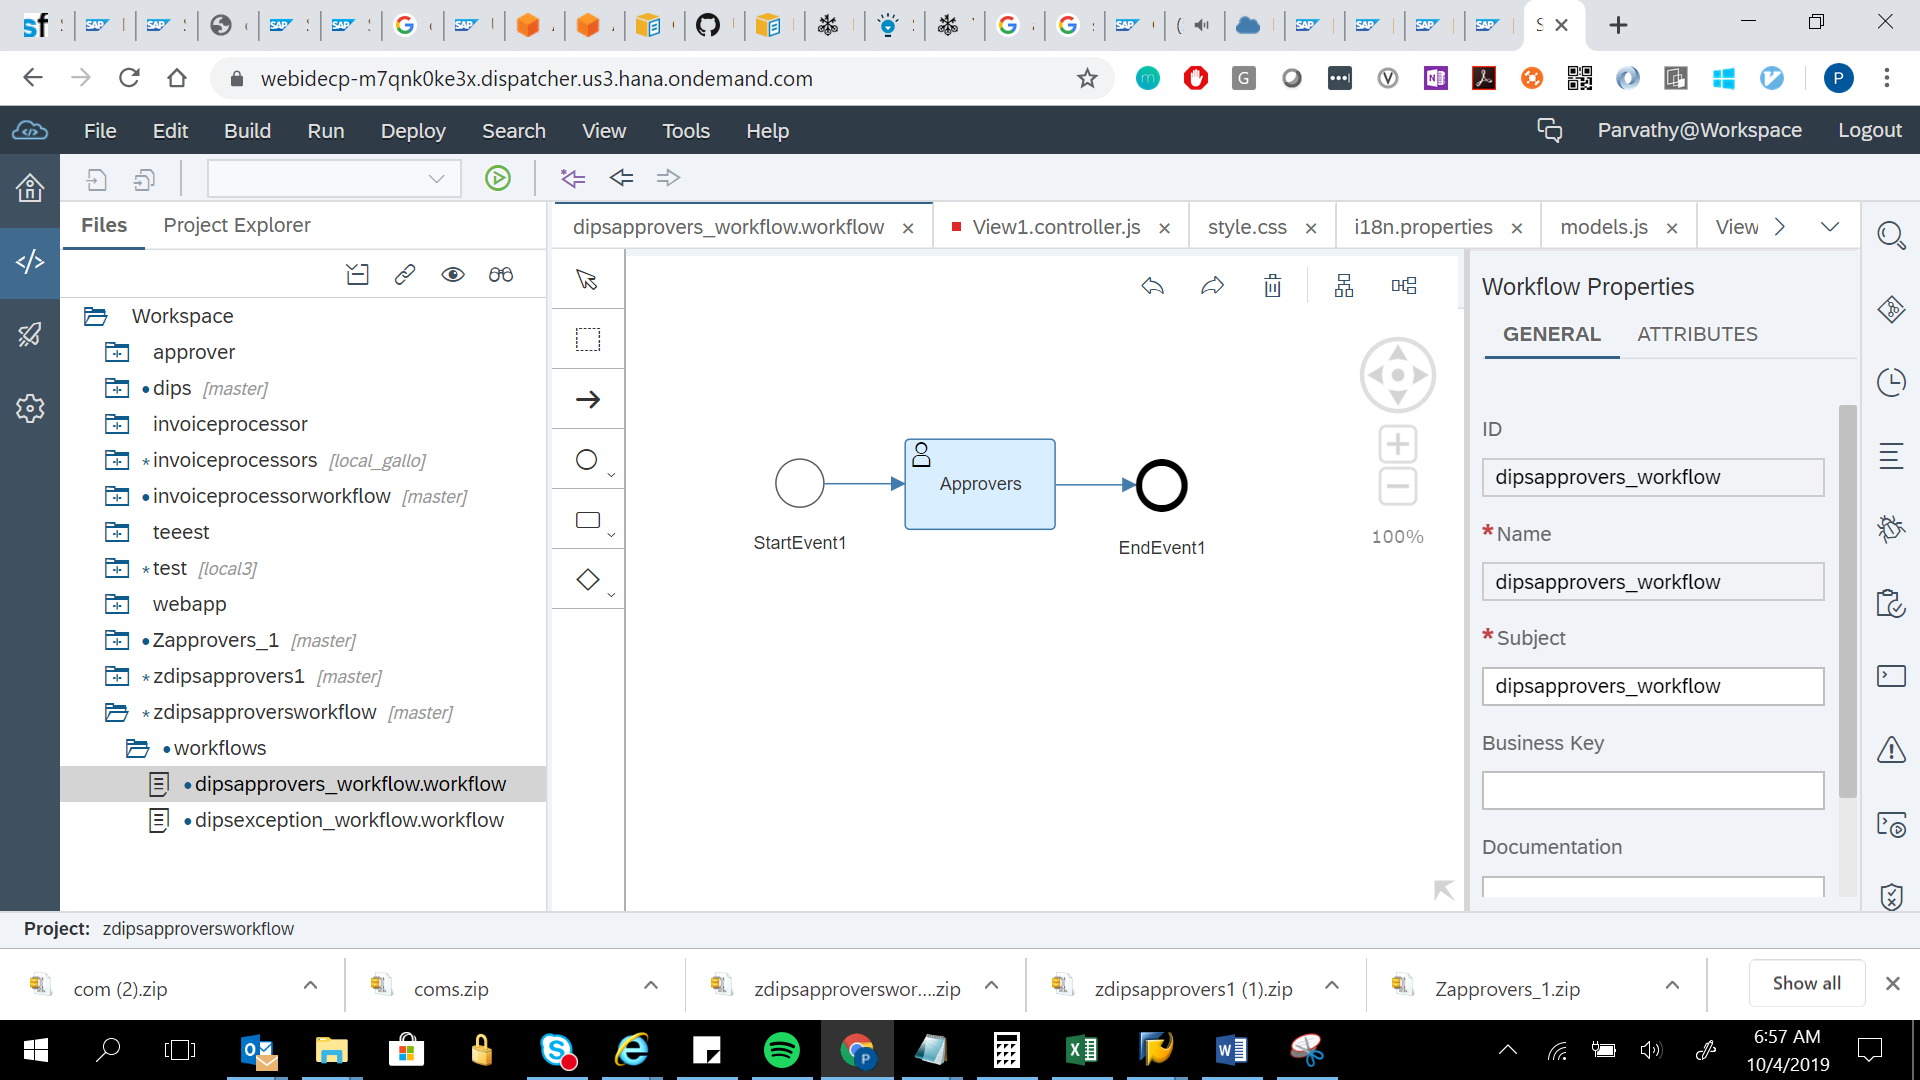 webidecp-m7qnk0ke3x.dispatcher.us3.hana.ondemand.com
P
File Edit Build Run Deploy Search View Tools Help
Parvathy@Workspace Logout
Files Project Explorer
dipsapprovers_workflow.workflow × View1.controller.js × style.css × i18n.properties × models.js × View
Workspace
approver
dips [master]
invoiceprocessor
*invoiceprocessors [local_gallo]
invoiceprocessorworkflow [master]
teeest
*test [local3]
webapp
Zapprovers_1 [master]
*zdipsapprovers1 [master]
*zdipsapproversworkflow [master]
workflows
dipsapprovers_workflow.workflow
dipsexception_workflow.workflow
StartEvent1
Approvers
EndEvent1
100%
Workflow Properties
GENERAL ATTRIBUTES
ID
dipsapprovers_workflow
*Name
dipsapprovers_workflow
*Subject
dipsapprovers_workflow
Business Key
Documentation
Project: zdipsapproversworkflow
com (2).zip
coms.zip
zdipsapproverswor....zip
zdipsapprovers1 (1).zip
Zapprovers_1.zip
Show all
6:57 AM
10/4/2019